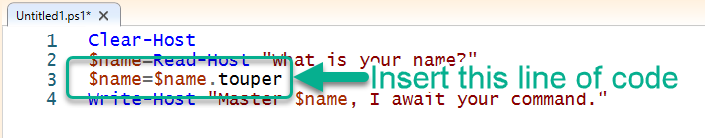 Untitled1.ps1* X
1 Clear-Host
2 $name=Read-Host "What is your name?"
3 $name=$name.touper
Insert this line of code
4 Write-Host "Master $name, I await your command."